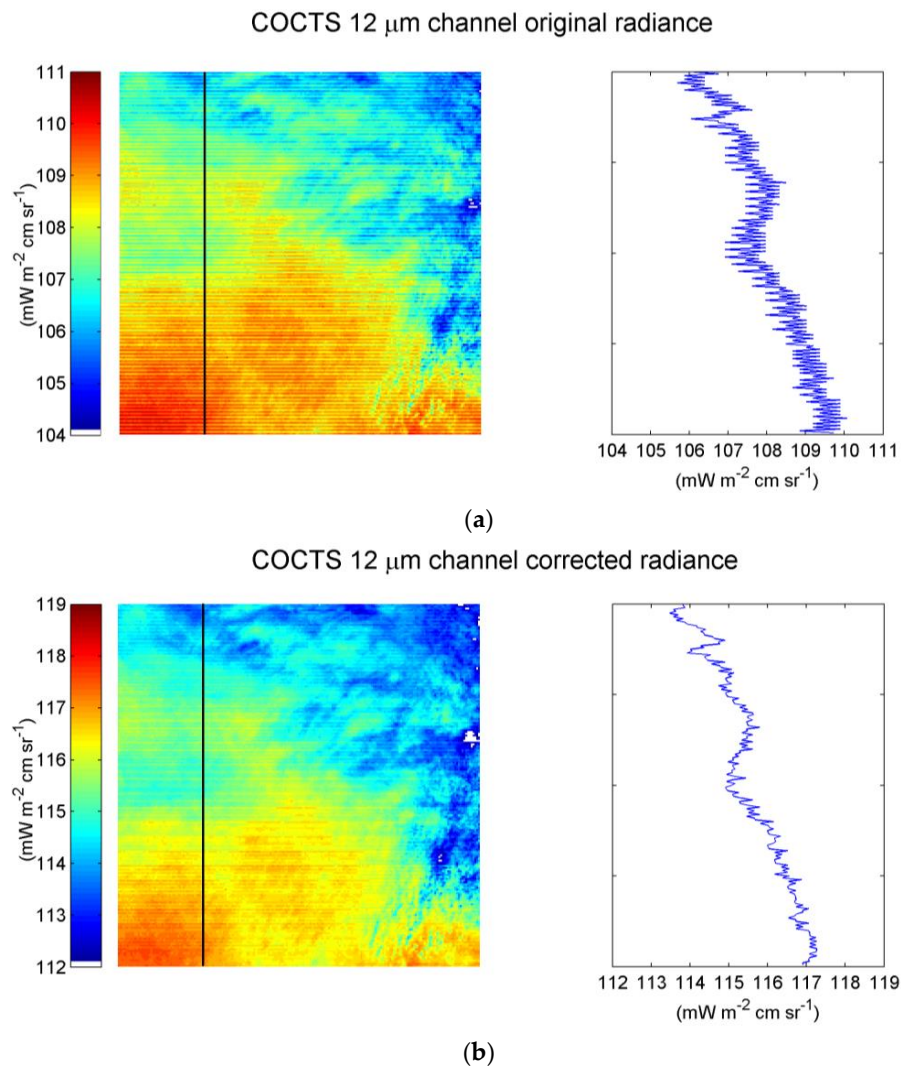 COCTS 12 μm channel original radiance
111
110
109
108
107
106
105
104
(mW m⁻² cm sr⁻¹)
104 105 106 107 108 109 110 111
(mW m⁻² cm sr⁻¹)
(a)
COCTS 12 μm channel corrected radiance
119
118
117
116
115
114
113
112
(mW m⁻² cm sr⁻¹)
112 113 114 115 116 117 118 119
(mW m⁻² cm sr⁻¹)
(b)